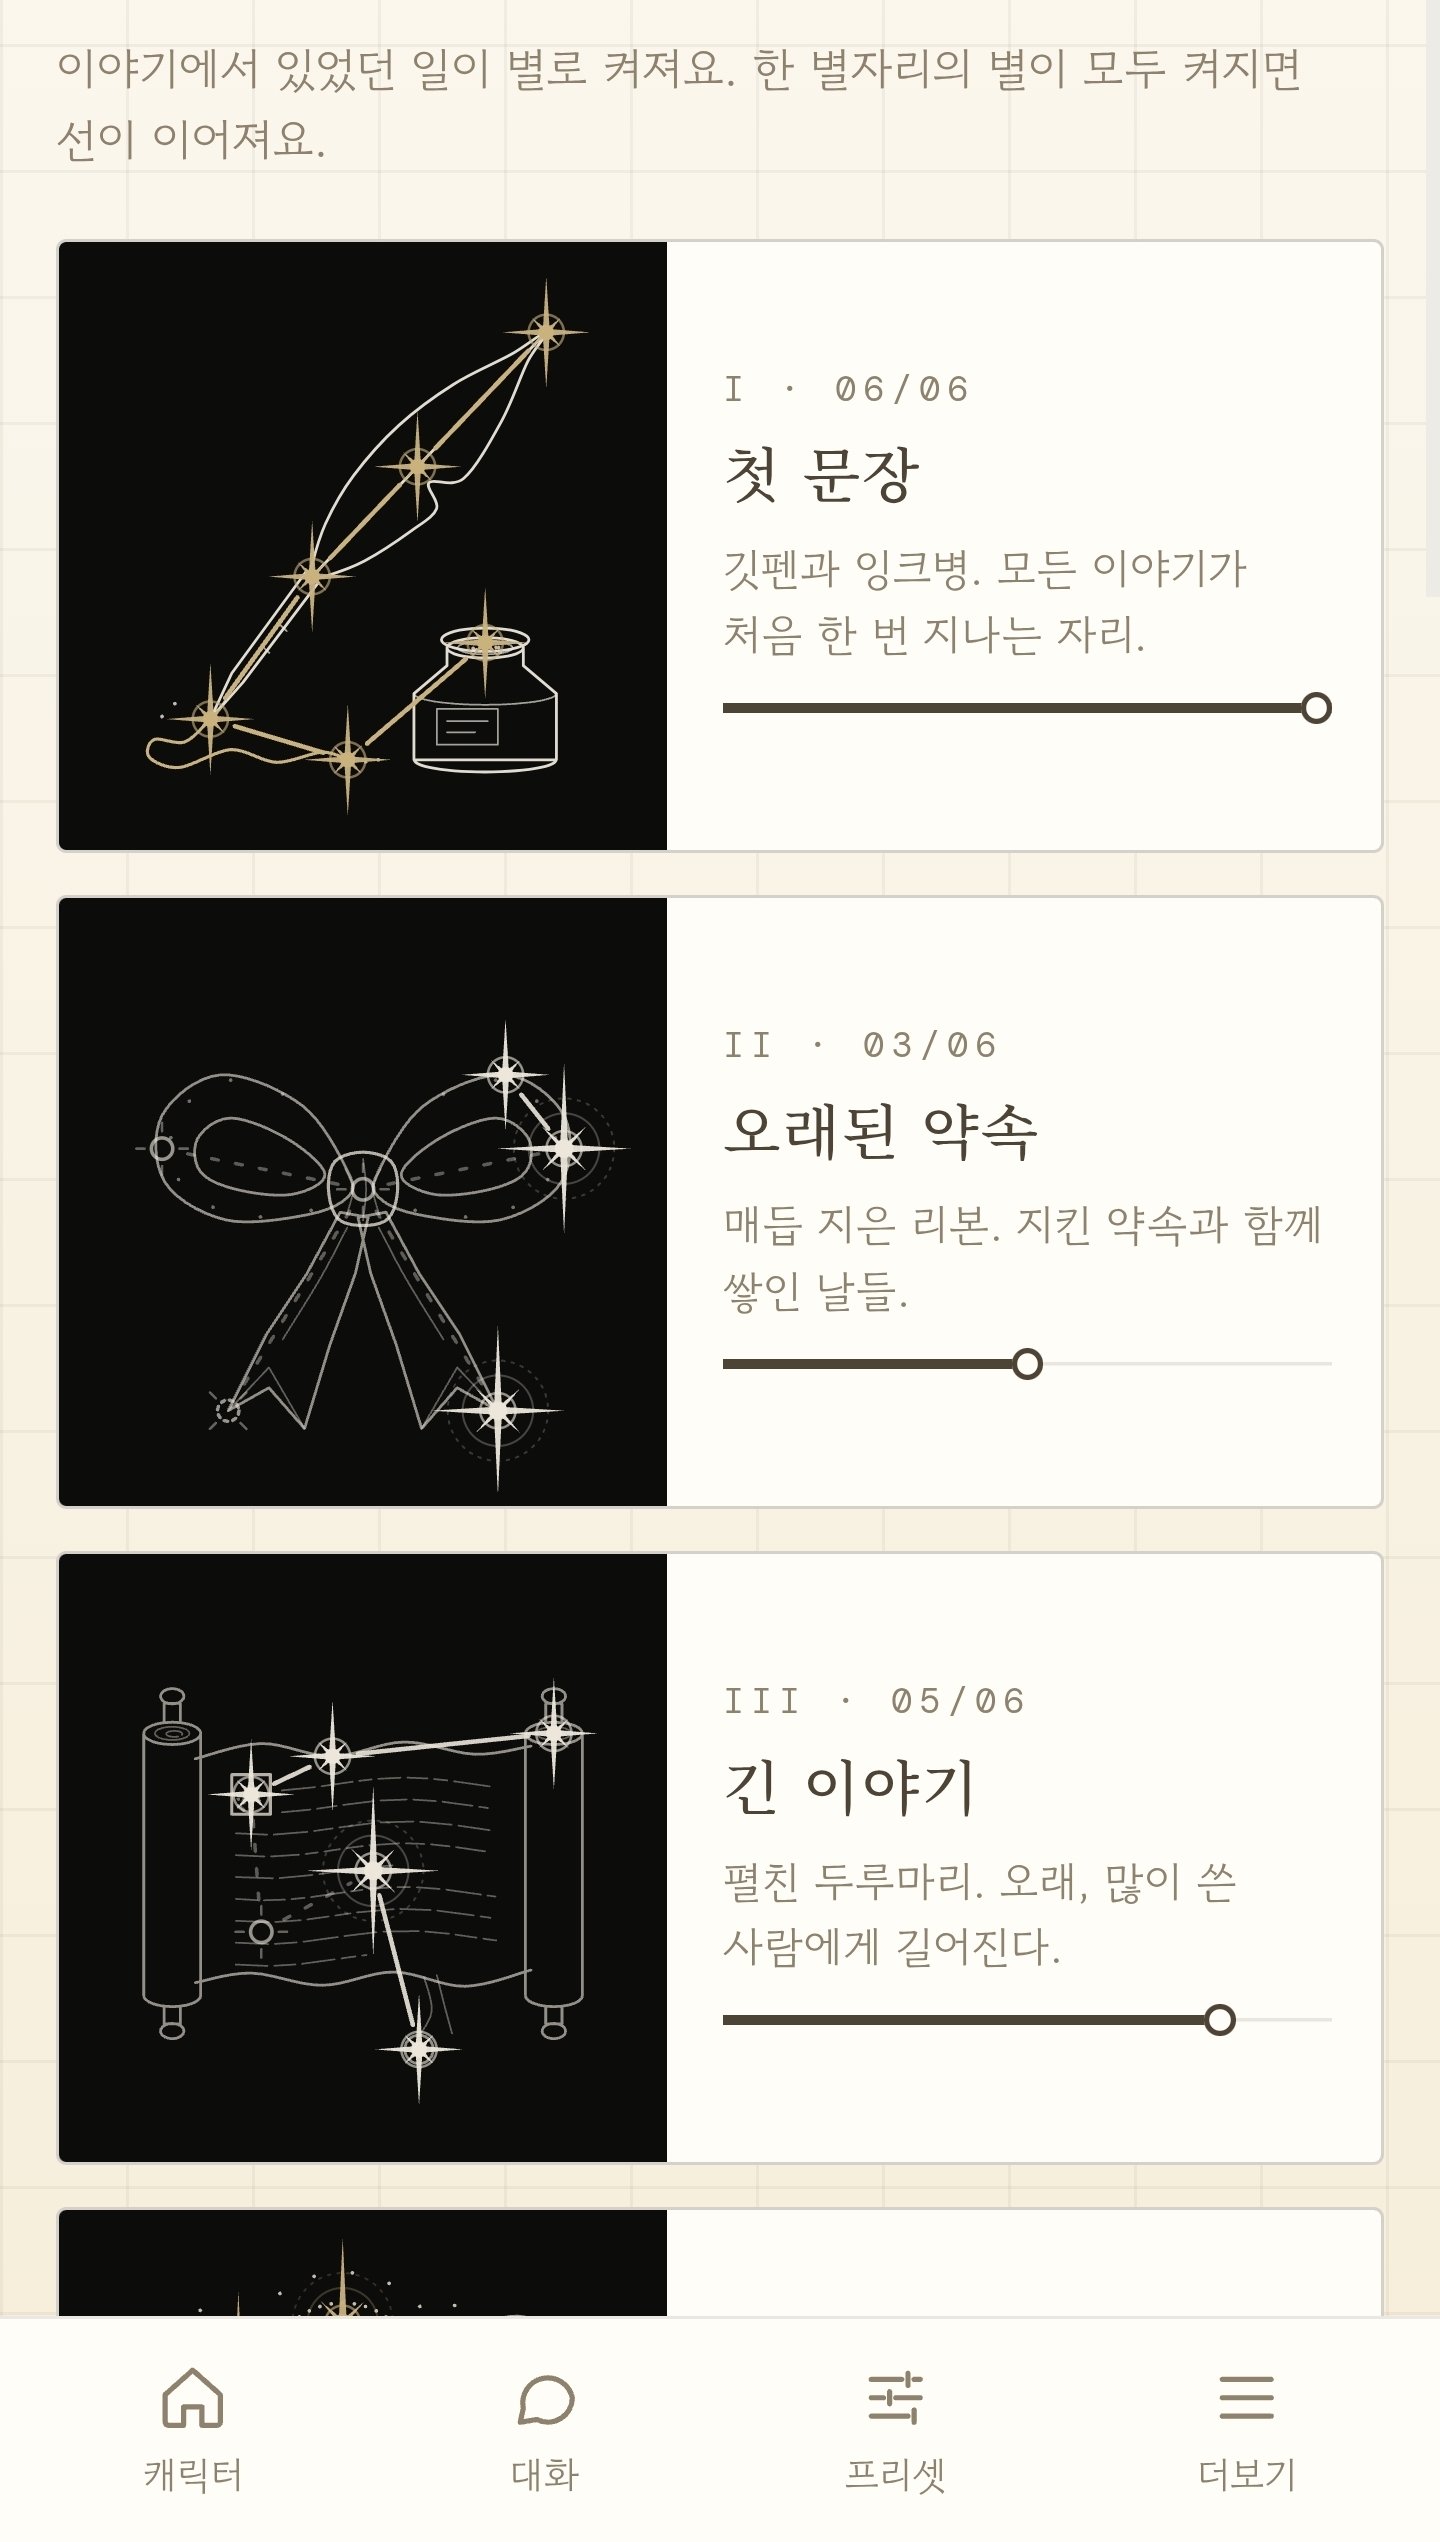 이야기에서 있었던 일이 별로 켜져요. 한 별자리의 별이 모두 켜지면
선이 이어져요.
I · 06/06
첫 문장
깃펜과 잉크병. 모든 이야기가
처음 한 번 지나는 자리.
II · 03/06
오래된 약속
매듭 지은 리본. 지킨 약속과 함께
쌓인 날들.
III · 05/06
긴 이야기
펼친 두루마리. 오래, 많이 쓴
사람에게 길어진다.
캐릭터
대화
프리셋
더보기